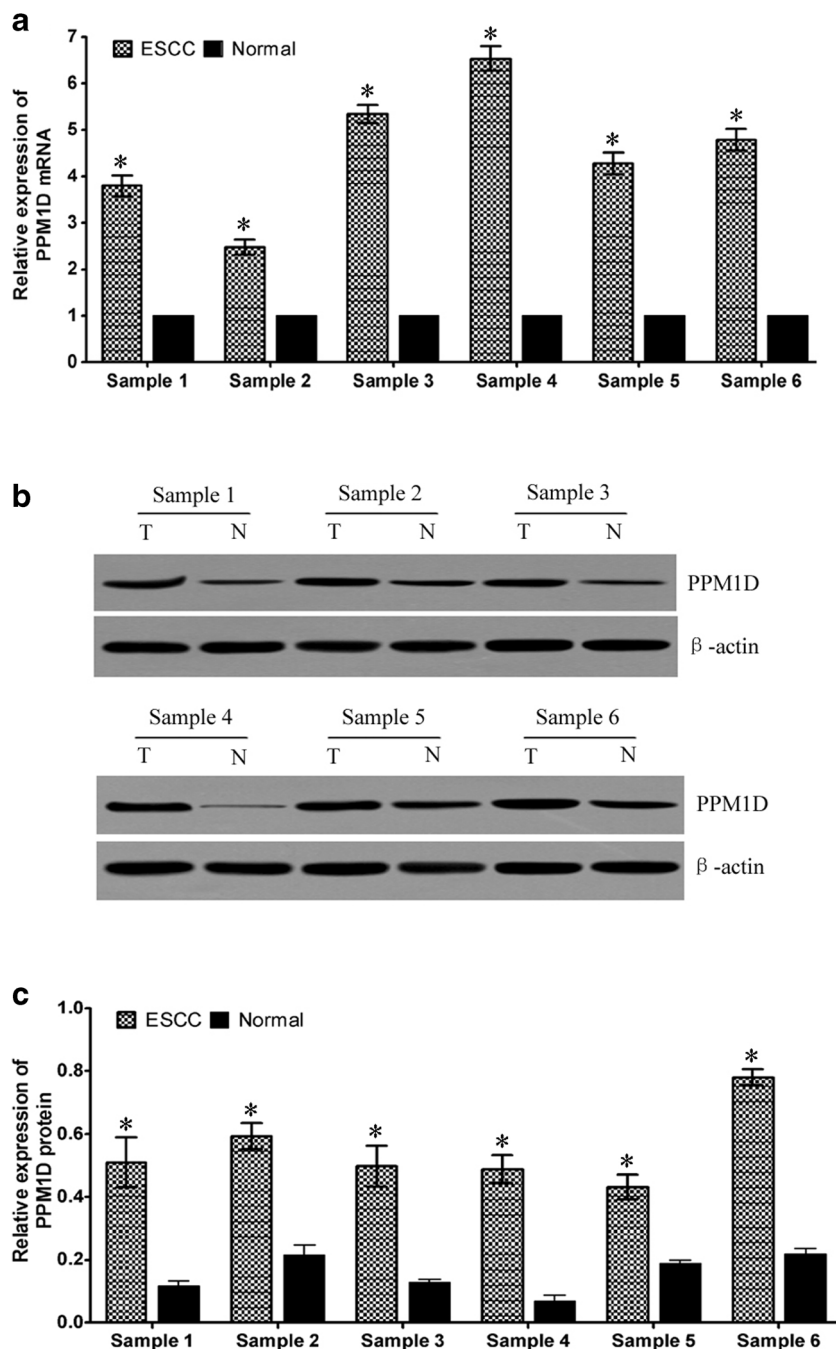 a
ESCC Normal
Relative expression of
PPM1D mRNA
7
6
5
4
3
2
1
0
* * * * * *
Sample 1 Sample 2 Sample 3 Sample 4 Sample 5 Sample 6
b
Sample 1 Sample 2 Sample 3
T N T N T N
PPM1D
β-actin
Sample 4 Sample 5 Sample 6
T N T N T N
PPM1D
β-actin
c
ESCC Normal
Relative expression of
PPM1D protein
1.0
0.8
0.6
0.4
0.2
0.0
* * * * * *
Sample 1 Sample 2 Sample 3 Sample 4 Sample 5 Sample 6